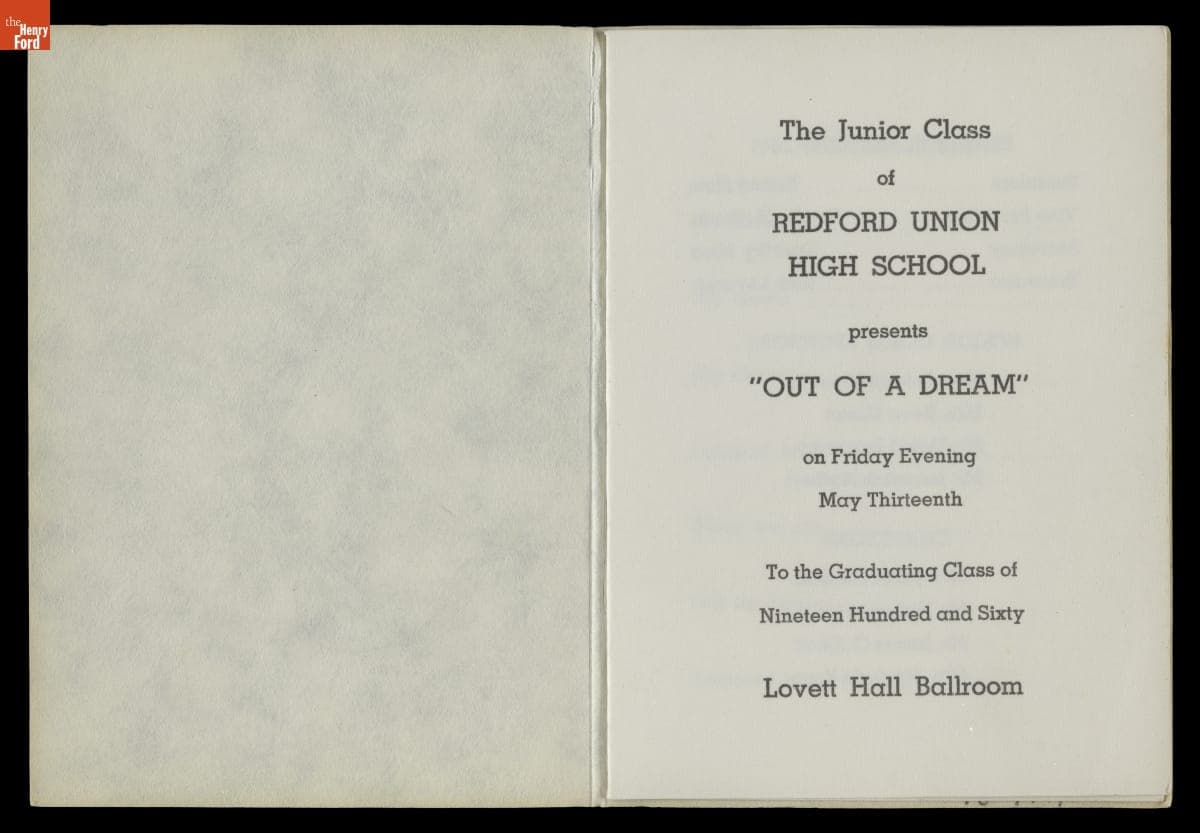 the
Henry
Ford
The Junior Class
of
REDFORD UNION
HIGH SCHOOL
presents
"OUT OF A DREAM"
on Friday Evening
May Thirteenth
To the Graduating Class of
Nineteen Hundred and Sixty
Lovett Hall Ballroom